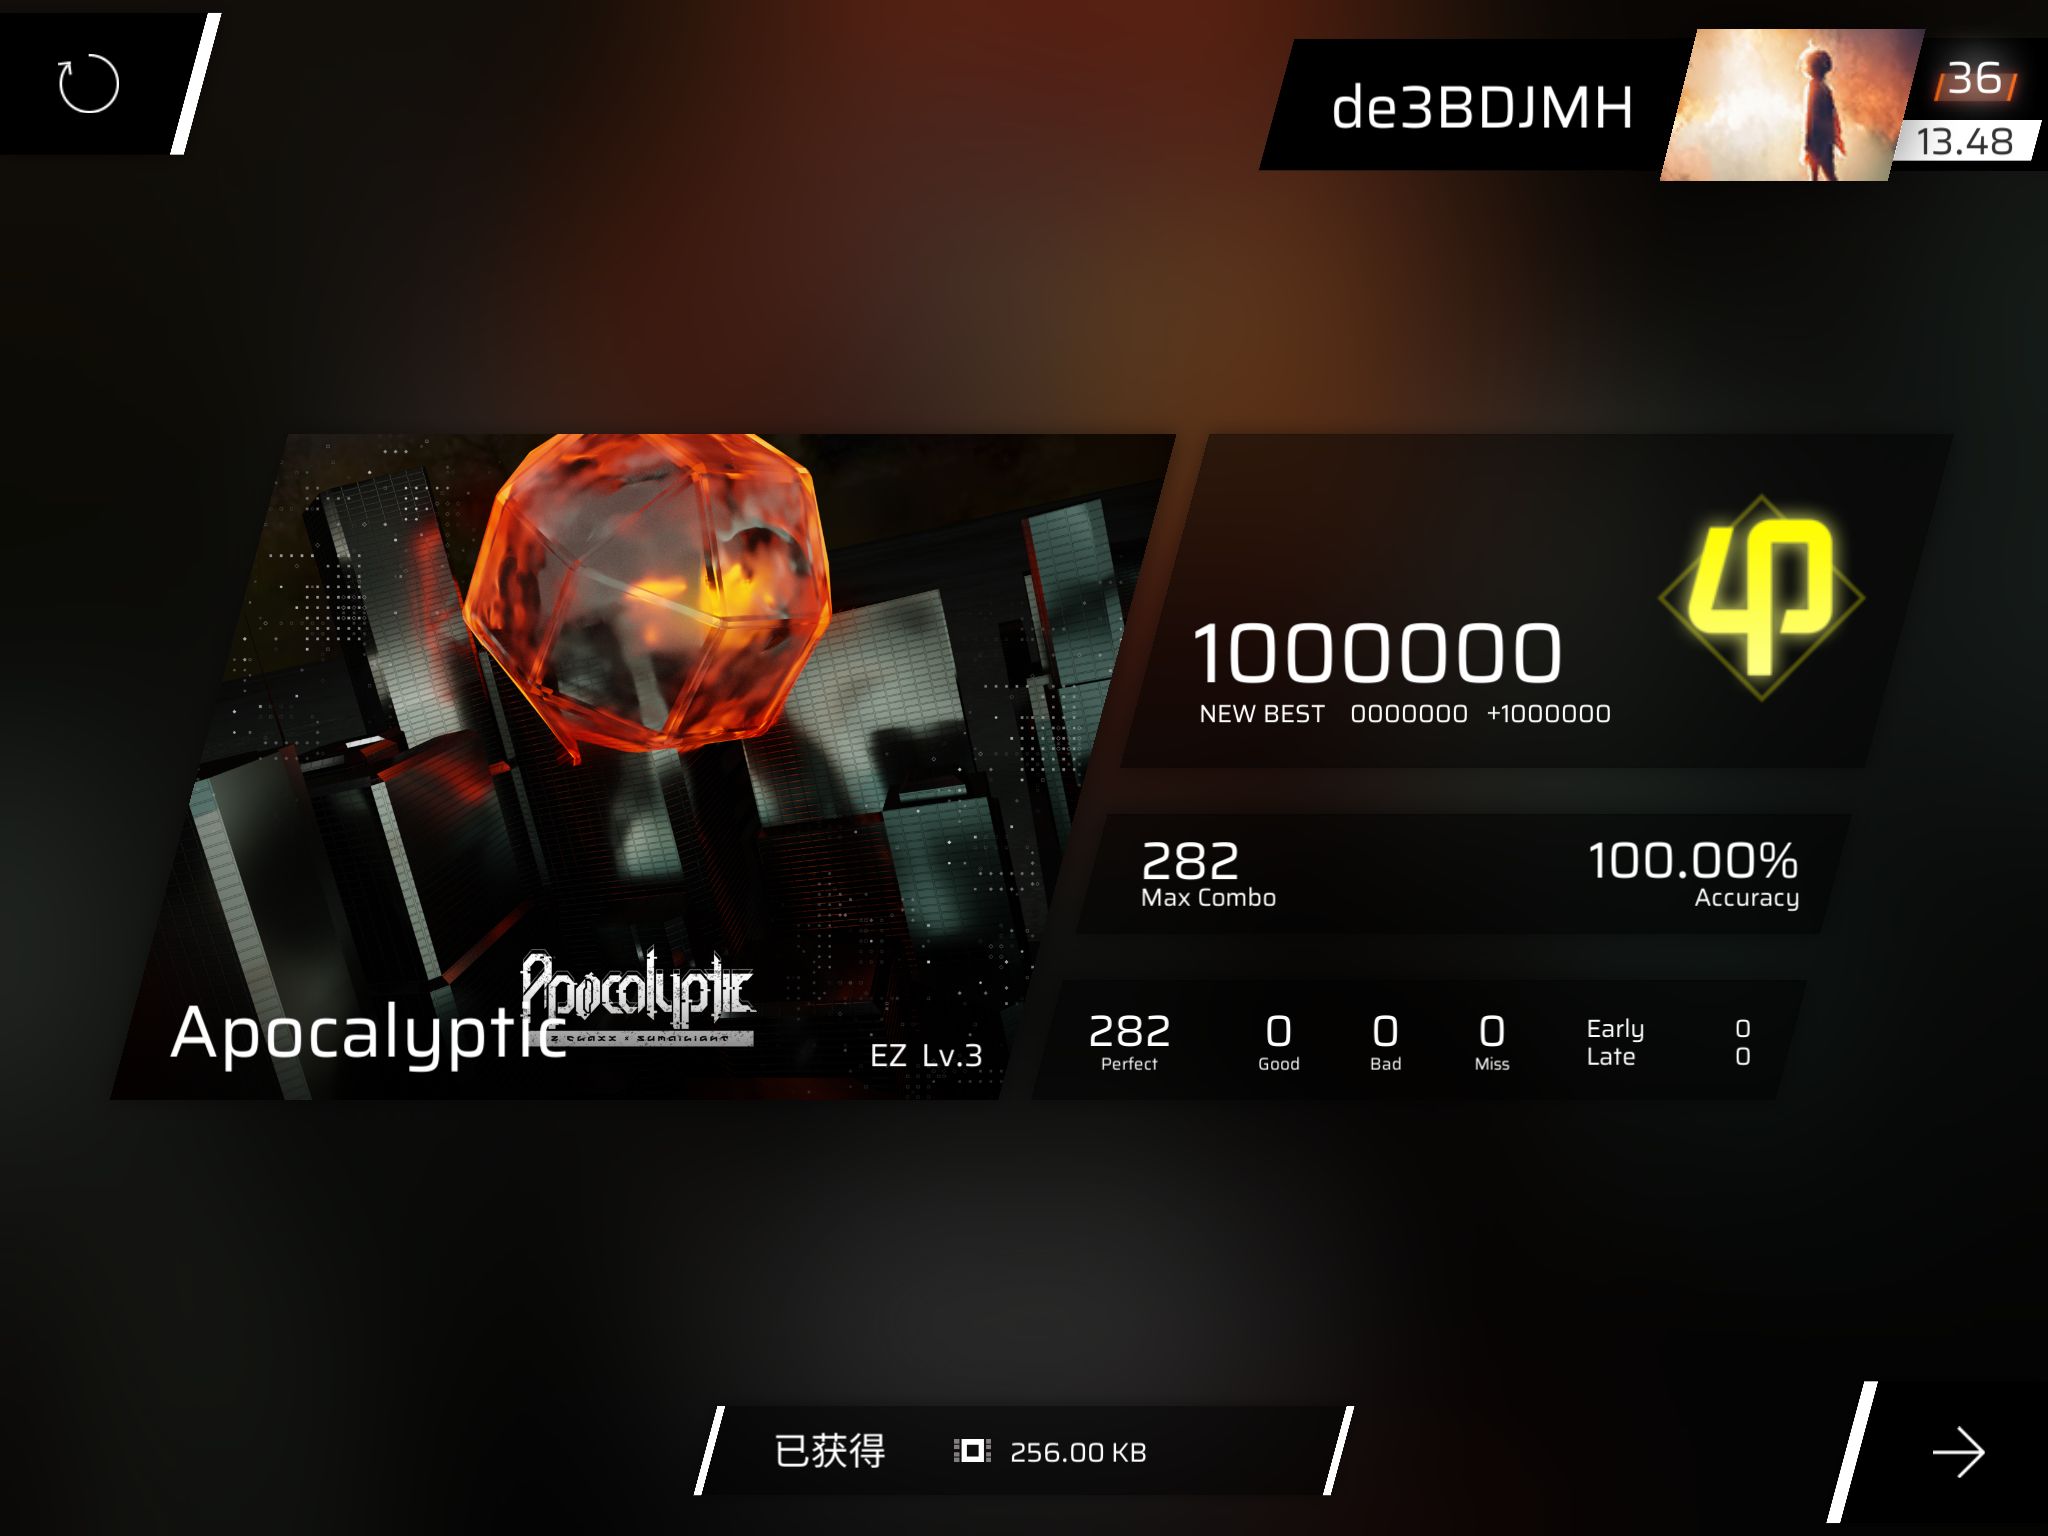 de3BDJMH
36
13.48
1000000
NEW BEST 0000000 +1000000
282
Max Combo
100.00%
Accuracy
Apocalyptic
Apocalyptic
EZ Lv.3
282
Perfect
0
Good
0
Bad
0
Miss
Early 0
Late 0
已获得 256.00 KB